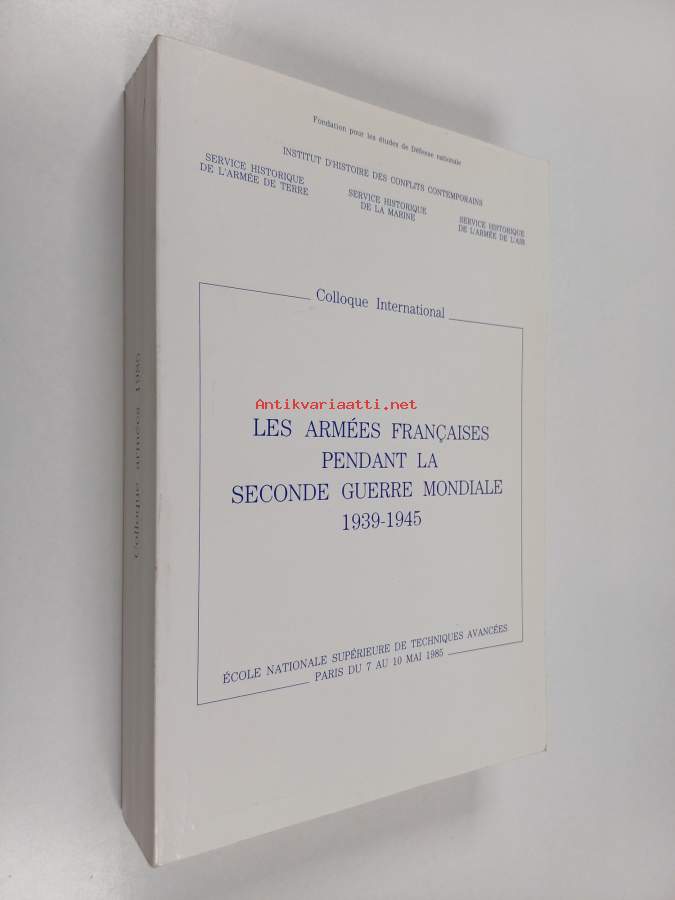 Fondation pour les études de Défense nationale
INSTITUT D'HISTOIRE DES CONFLITS CONTEMPORAINS
SERVICE HISTORIQUE
DE L'ARMÉE DE TERRE
SERVICE HISTORIQUE
DE LA MARINE
SERVICE HISTORIQUE
DE L'ARMÉE DE L'AIR
Colloque International
Antikvariaatti.net
LES ARMÉES FRANÇAISES
PENDANT LA
SECONDE GUERRE MONDIALE
1939-1945
ÉCOLE NATIONALE SUPÉRIEURE DE TECHNIQUES AVANCÉES
PARIS DU 7 AU 10 MAI 1985
Colloque armées 1985